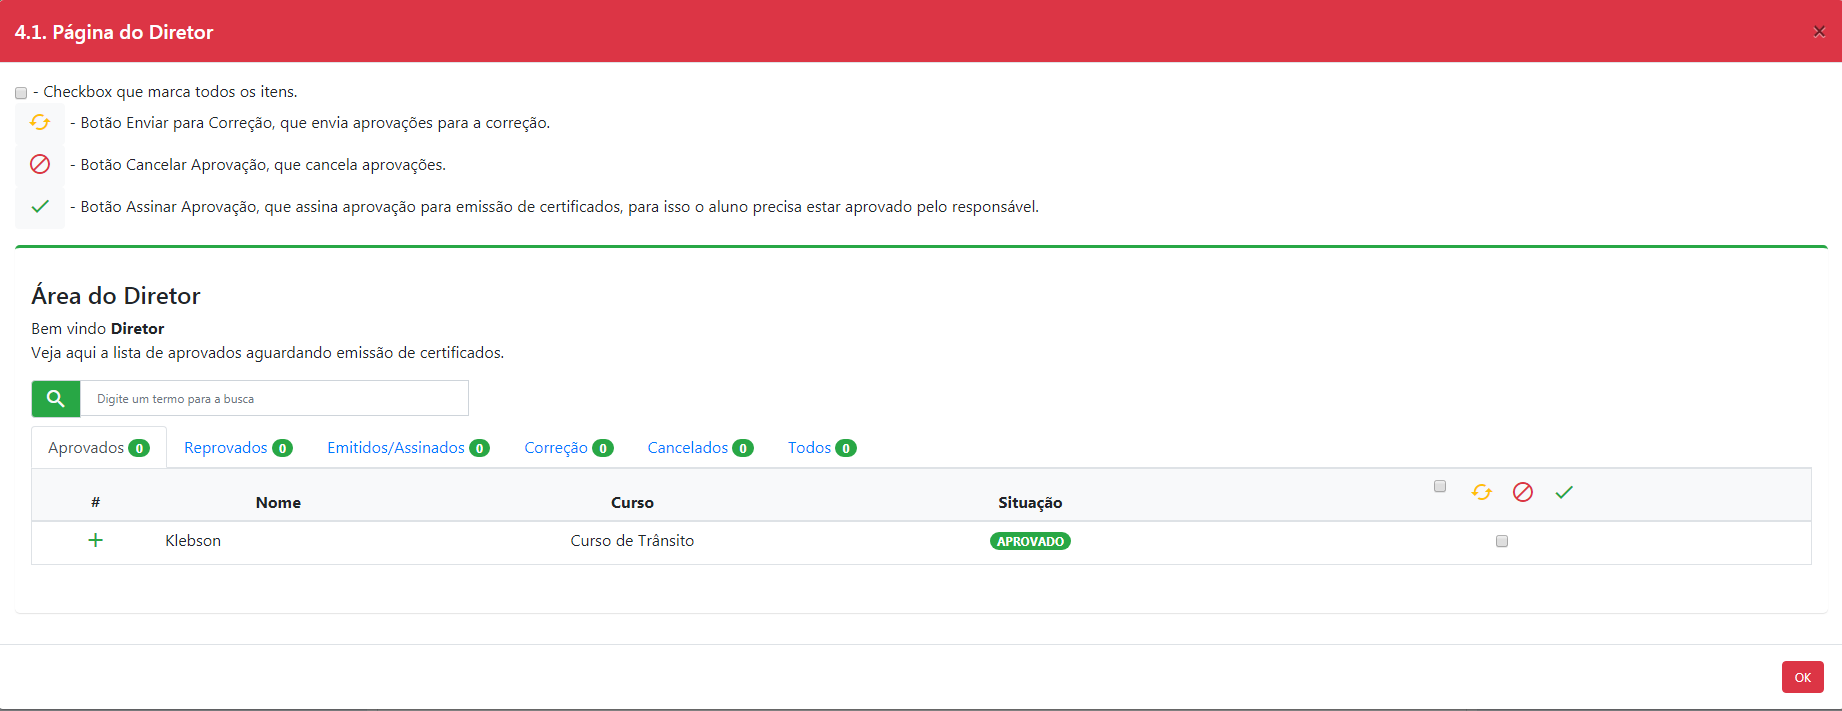 4.1. Página do Diretor
×
- Checkbox que marca todos os itens.
- Botão Enviar para Correção, que envia aprovações para a correção.
- Botão Cancelar Aprovação, que cancela aprovações.
- Botão Assinar Aprovação, que assina aprovação para emissão de certificados, para isso o aluno precisa estar aprovado pelo responsável.
Área do Diretor
Bem vindo Diretor
Veja aqui a lista de aprovados aguardando emissão de certificados.
Digite um termo para a busca
Aprovados 0 Reprovados 0 Emitidos/Assinados 0 Correção 0 Cancelados 0 Todos 0
# Nome Curso Situação
+ Klebson Curso de Trânsito APROVADO
OK